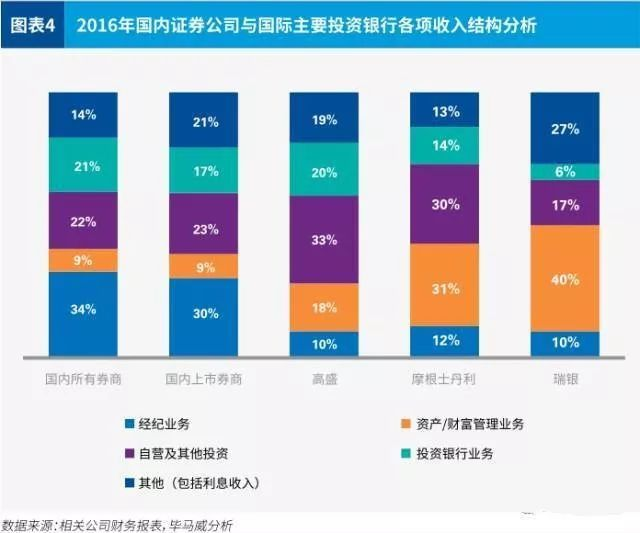 图表4
2016年国内证券公司与国际主要投资银行各项收入结构分析
14% 21% 19% 13% 27%
21% 17% 20% 14% 6%
22% 23% 33% 30% 17%
9% 9% 18% 31% 40%
34% 30% 10% 12% 10%
国内所有券商 国内上市券商 高盛 摩根士丹利 瑞银
经纪业务 资产/财富管理业务
自营及其他投资 投资银行业务
其他（包括利息收入）
数据来源:相关公司财务报表,毕马威分析